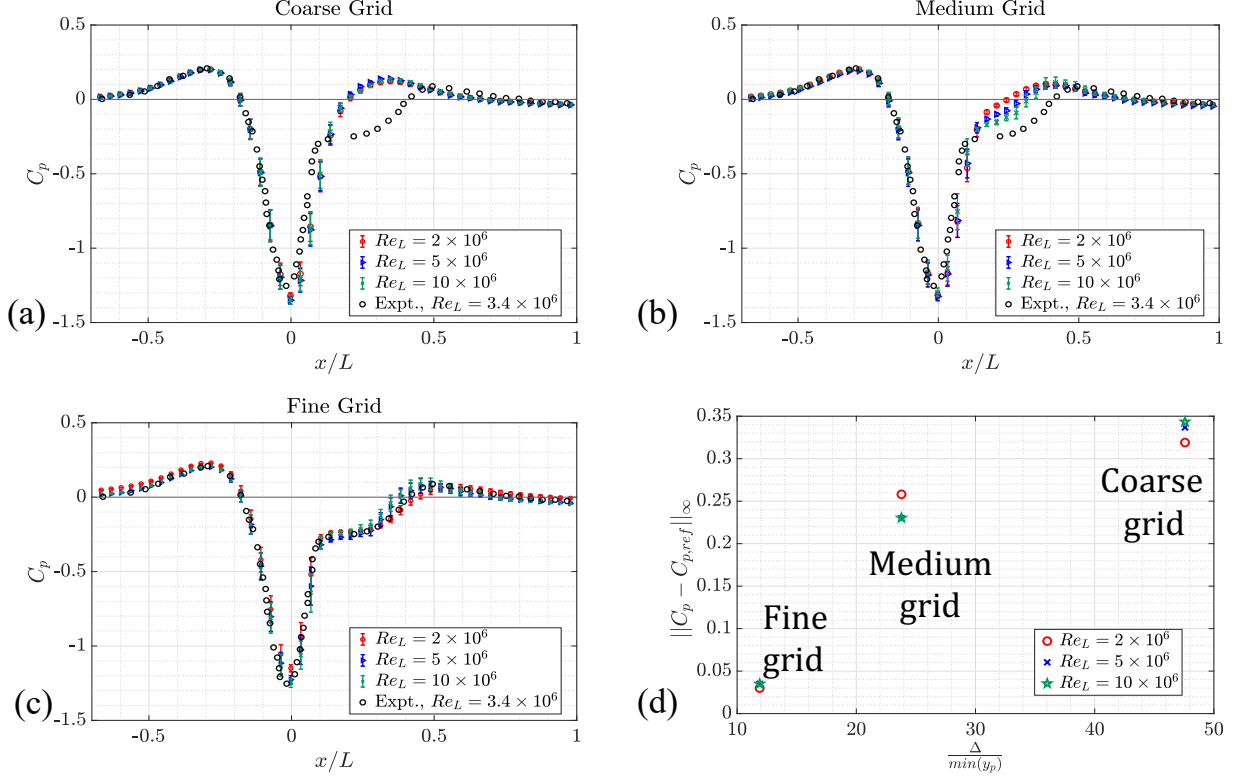 Coarse Grid
0.5
0
-0.5
-1
-1.5
C_p
-0.5 0 0.5 1
x/L
Re_L = 2 × 10^6
Re_L = 5 × 10^6
Re_L = 10 × 10^6
Expt., Re_L = 3.4 × 10^6
(a)
Medium Grid
0.5
0
-0.5
-1
-1.5
C_p
-0.5 0 0.5 1
x/L
Re_L = 2 × 10^6
Re_L = 5 × 10^6
Re_L = 10 × 10^6
Expt., Re_L = 3.4 × 10^6
(b)
Fine Grid
0.5
0
-0.5
-1
-1.5
C_p
-0.5 0 0.5 1
x/L
Re_L = 2 × 10^6
Re_L = 5 × 10^6
Re_L = 10 × 10^6
Expt., Re_L = 3.4 × 10^6
(c)
0.35
0.3
0.25
0.2
0.15
0.1
0.05
0
||C_p − C_{p,ref}||_∞
10 20 30 40 50
Δ
min(y_p)
Coarse
grid
Medium
grid
Fine
grid
Re_L = 2 × 10^6
Re_L = 5 × 10^6
Re_L = 10 × 10^6
(d)